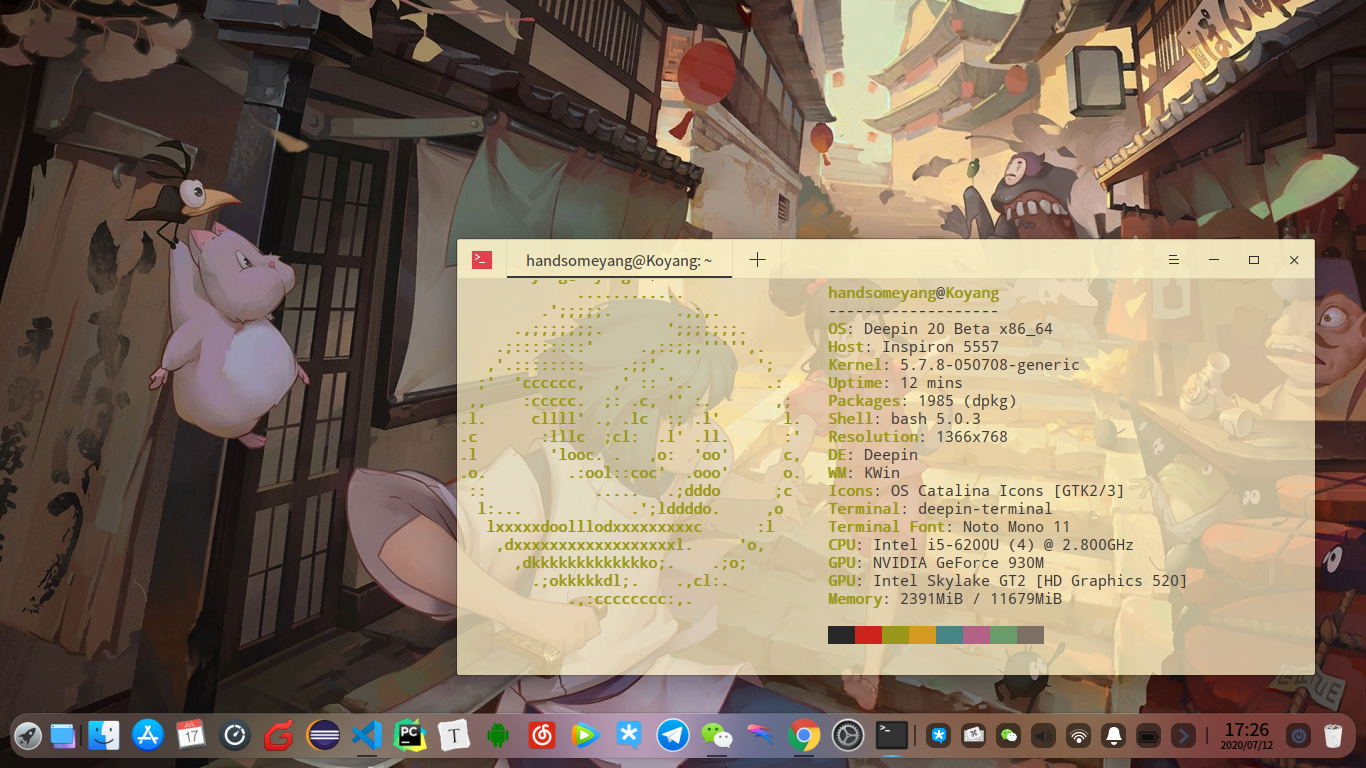 handsomeyang@Koyang: ~
handsomeyang@Koyang
-------------------
OS: Deepin 20 Beta x86_64
Host: Inspiron 5557
Kernel: 5.7.8-050708-generic
Uptime: 12 mins
Packages: 1985 (dpkg)
Shell: bash 5.0.3
Resolution: 1366x768
DE: Deepin
WM: KWin
Icons: OS Catalina Icons [GTK2/3]
Terminal: deepin-terminal
Terminal Font: Noto Mono 11
CPU: Intel i5-6200U (4) @ 2.800GHz
GPU: NVIDIA GeForce 930M
GPU: Intel Skylake GT2 [HD Graphics 520]
Memory: 2391MiB / 11679MiB
JUL
17
PC
T
17:26
2020/07/12